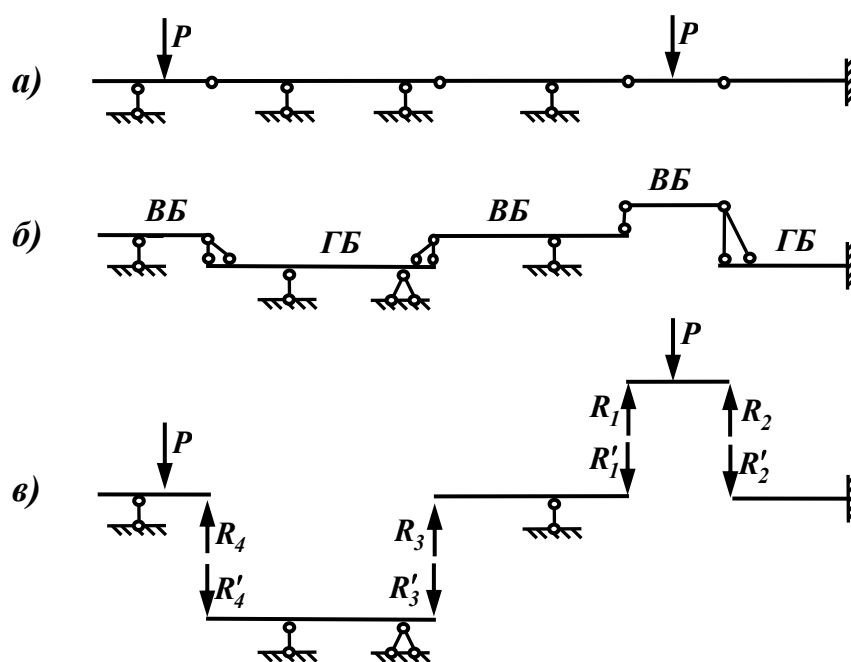 P P
а)
ВБ ВБ ВБ
б) ГБ ГБ
P
R₁ R₂
P R′₁ R′₂
в)
R₄ R₃
R′₄ R′₃